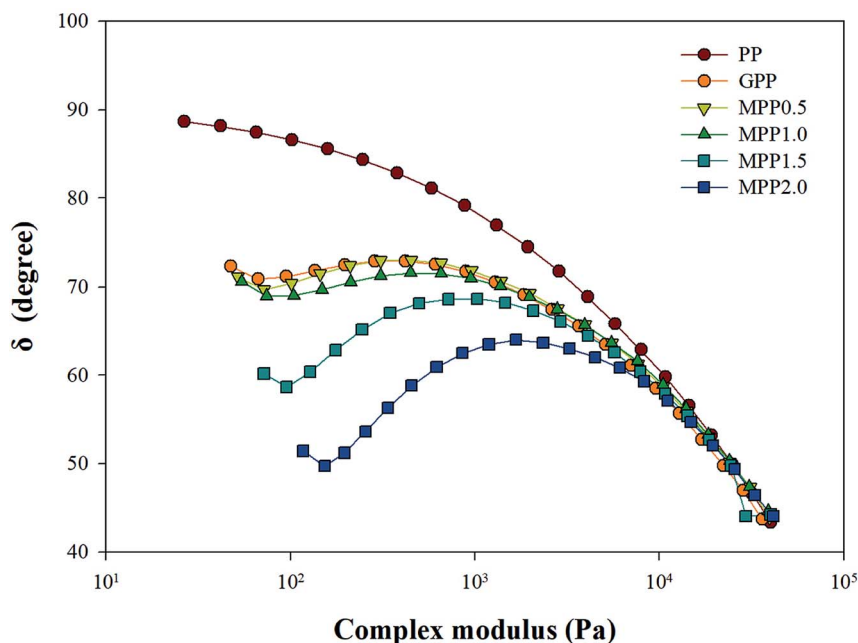 100
90
80
70
60
50
40
δ (degree)
PP
GPP
MPP0.5
MPP1.0
MPP1.5
MPP2.0
10¹ 10² 10³ 10⁴ 10⁵
Complex modulus (Pa)